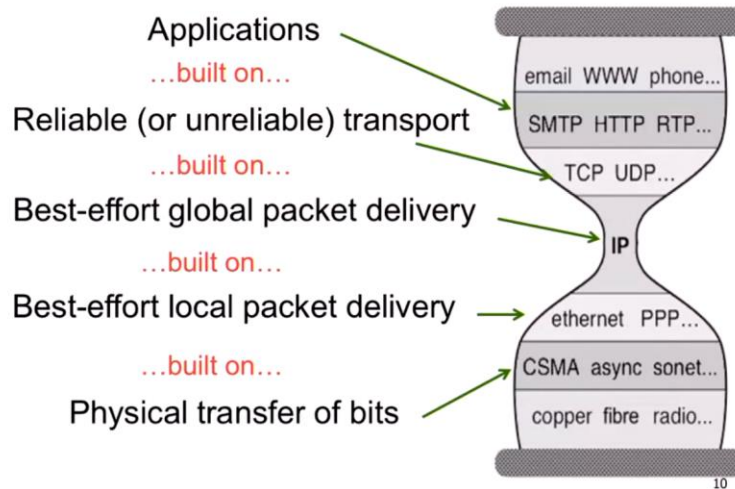 Applications
…built on…
Reliable (or unreliable) transport
…built on…
Best-effort global packet delivery
…built on…
Best-effort local packet delivery
…built on…
Physical transfer of bits
email WWW phone...
SMTP HTTP RTP...
TCP UDP...
IP
ethernet PPP...
CSMA async sonet...
copper fibre radio...
10